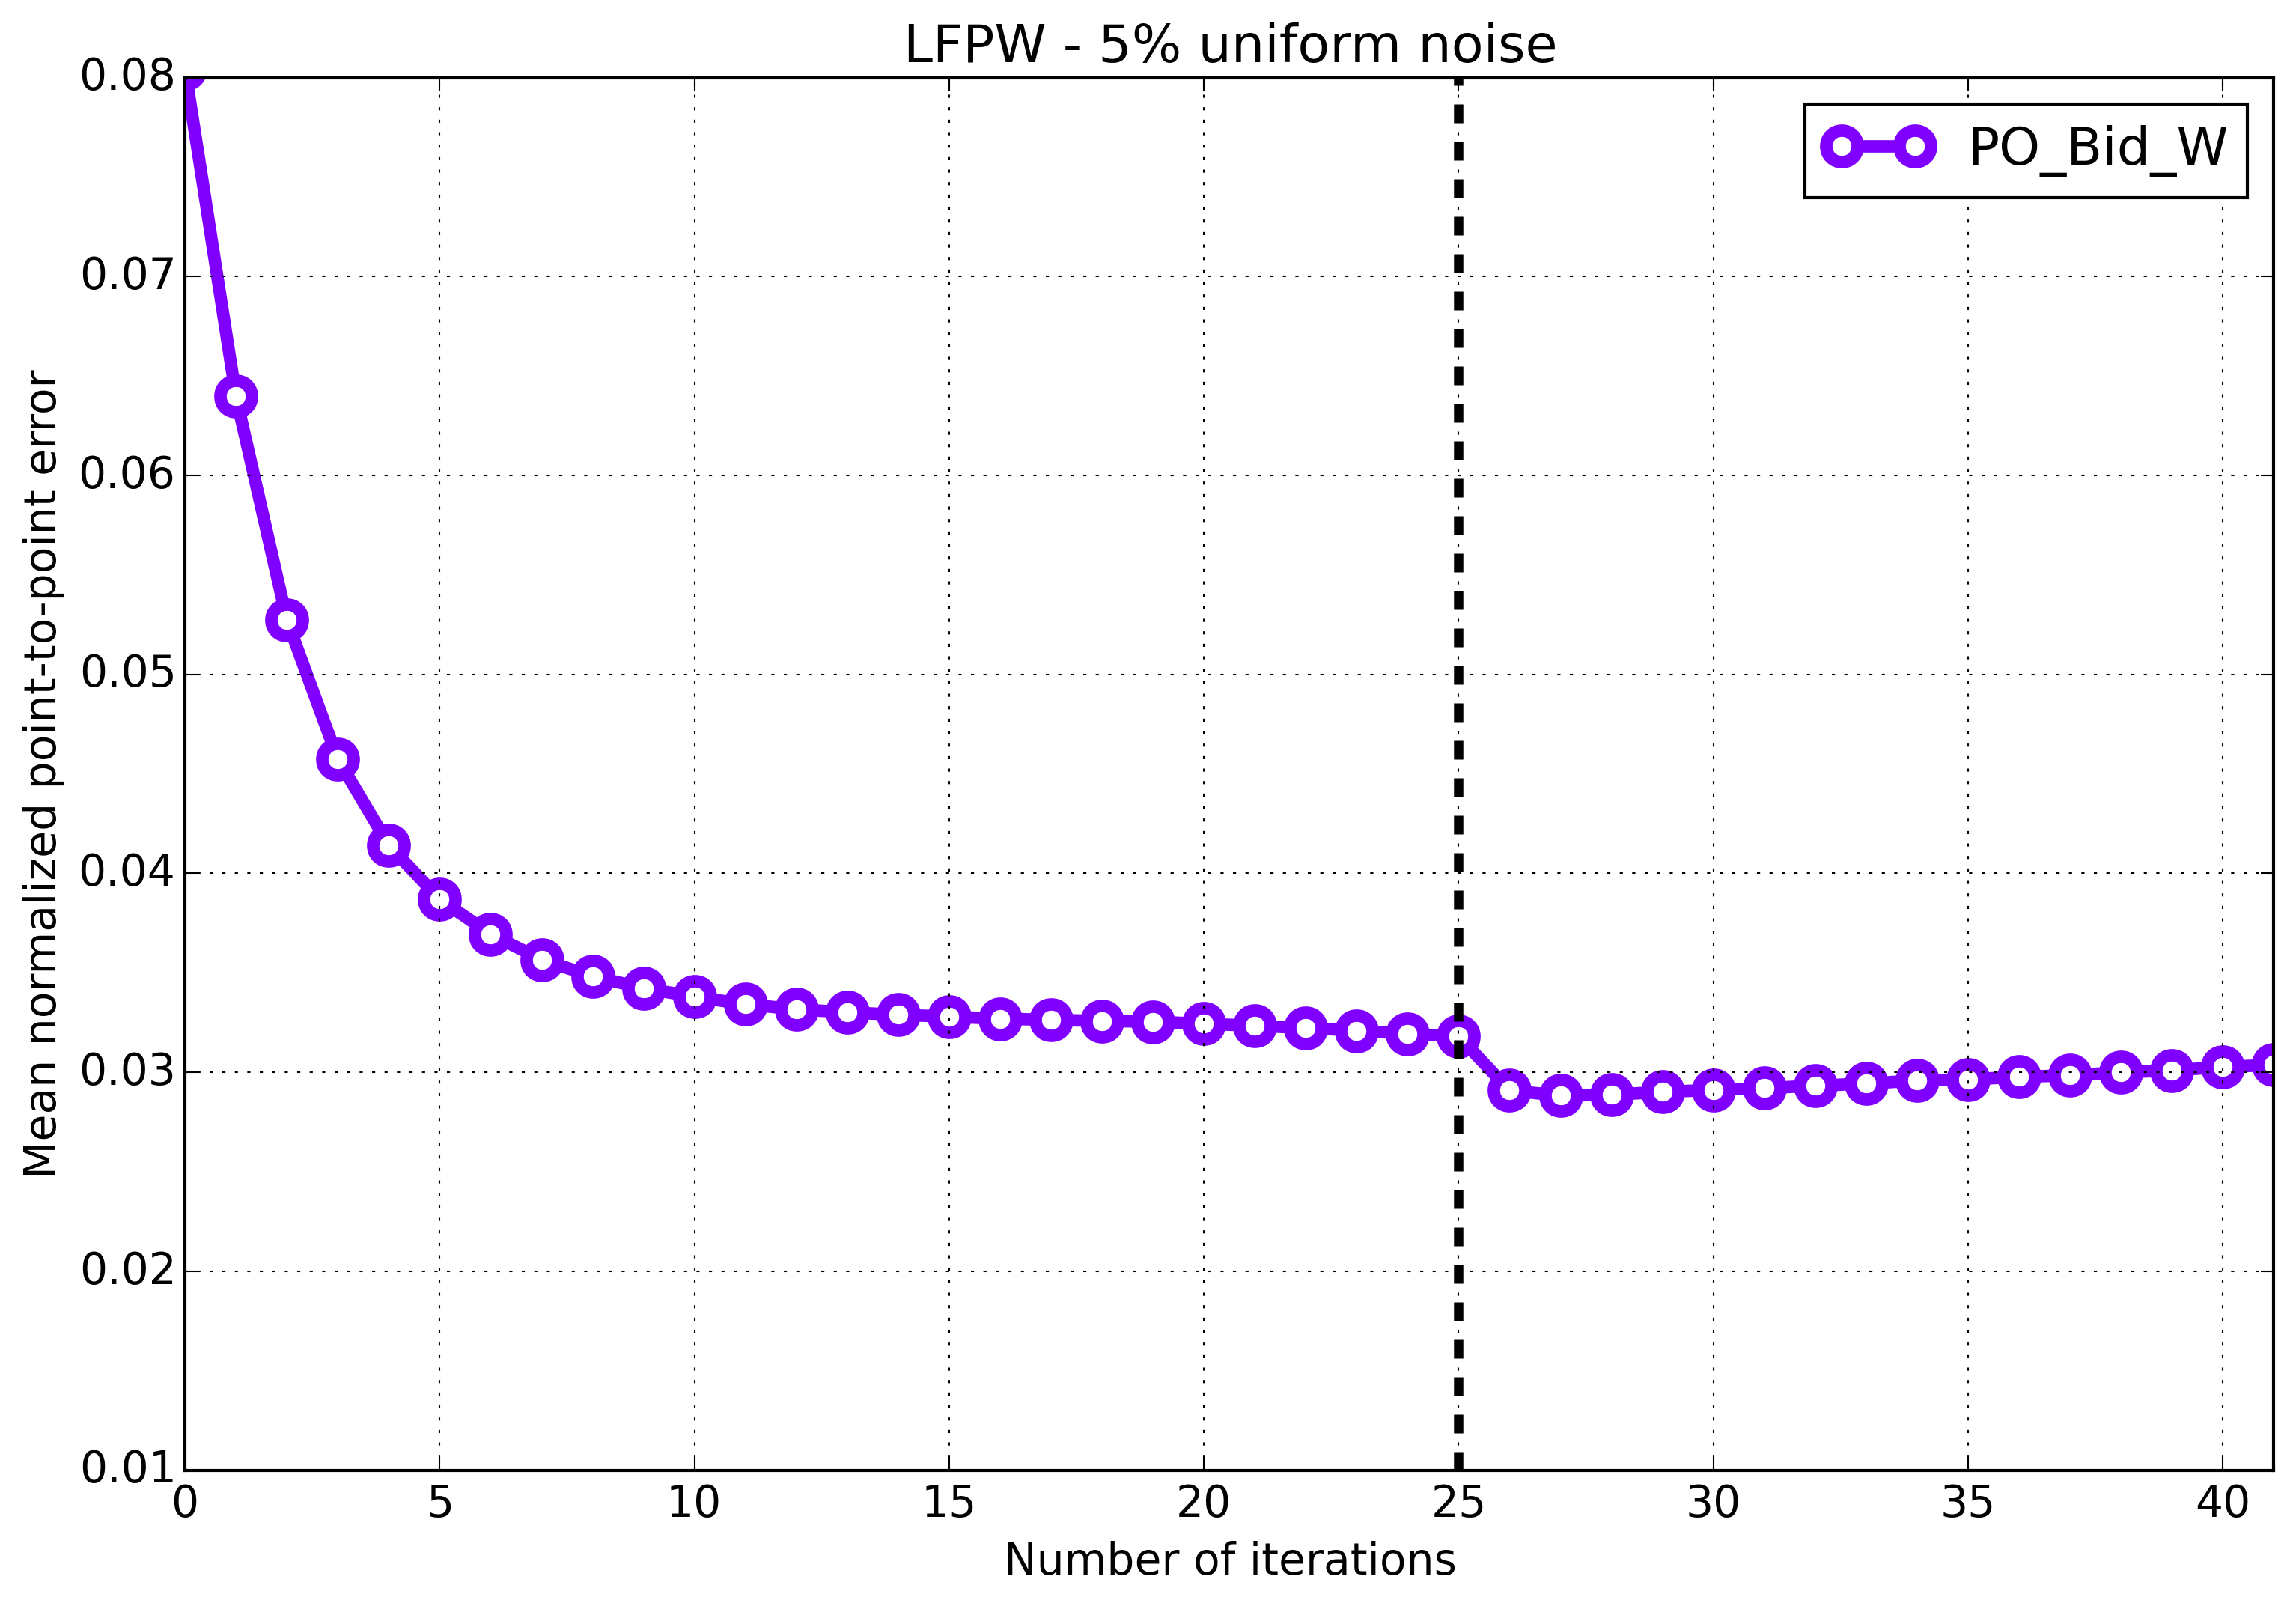 LFPW - 5% uniform noise
PO_Bid_W
Mean normalized point-to-point error
0.08
0.07
0.06
0.05
0.04
0.03
0.02
0.01
0 5 10 15 20 25 30 35 40
Number of iterations